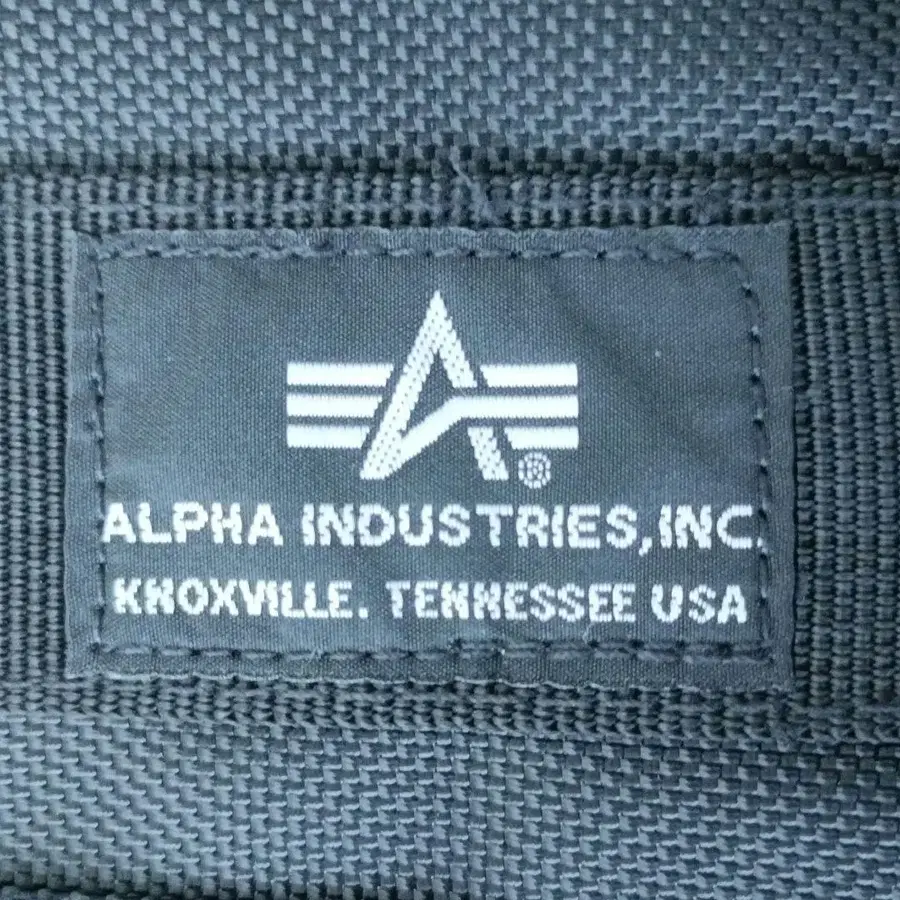 ALPHA INDUSTRIES,INC.
KNOXVILLE. TENNESSEE USA